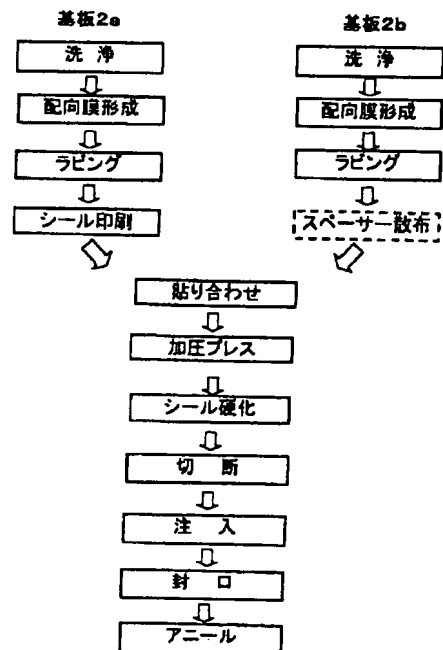 基板2a
洗 浄
配向膜形成
ラビング
シール印刷
基板2b
洗 浄
配向膜形成
ラビング
スペーサー散布
貼り合わせ
加圧プレス
シール硬化
切 断
注 入
封 口
アニール